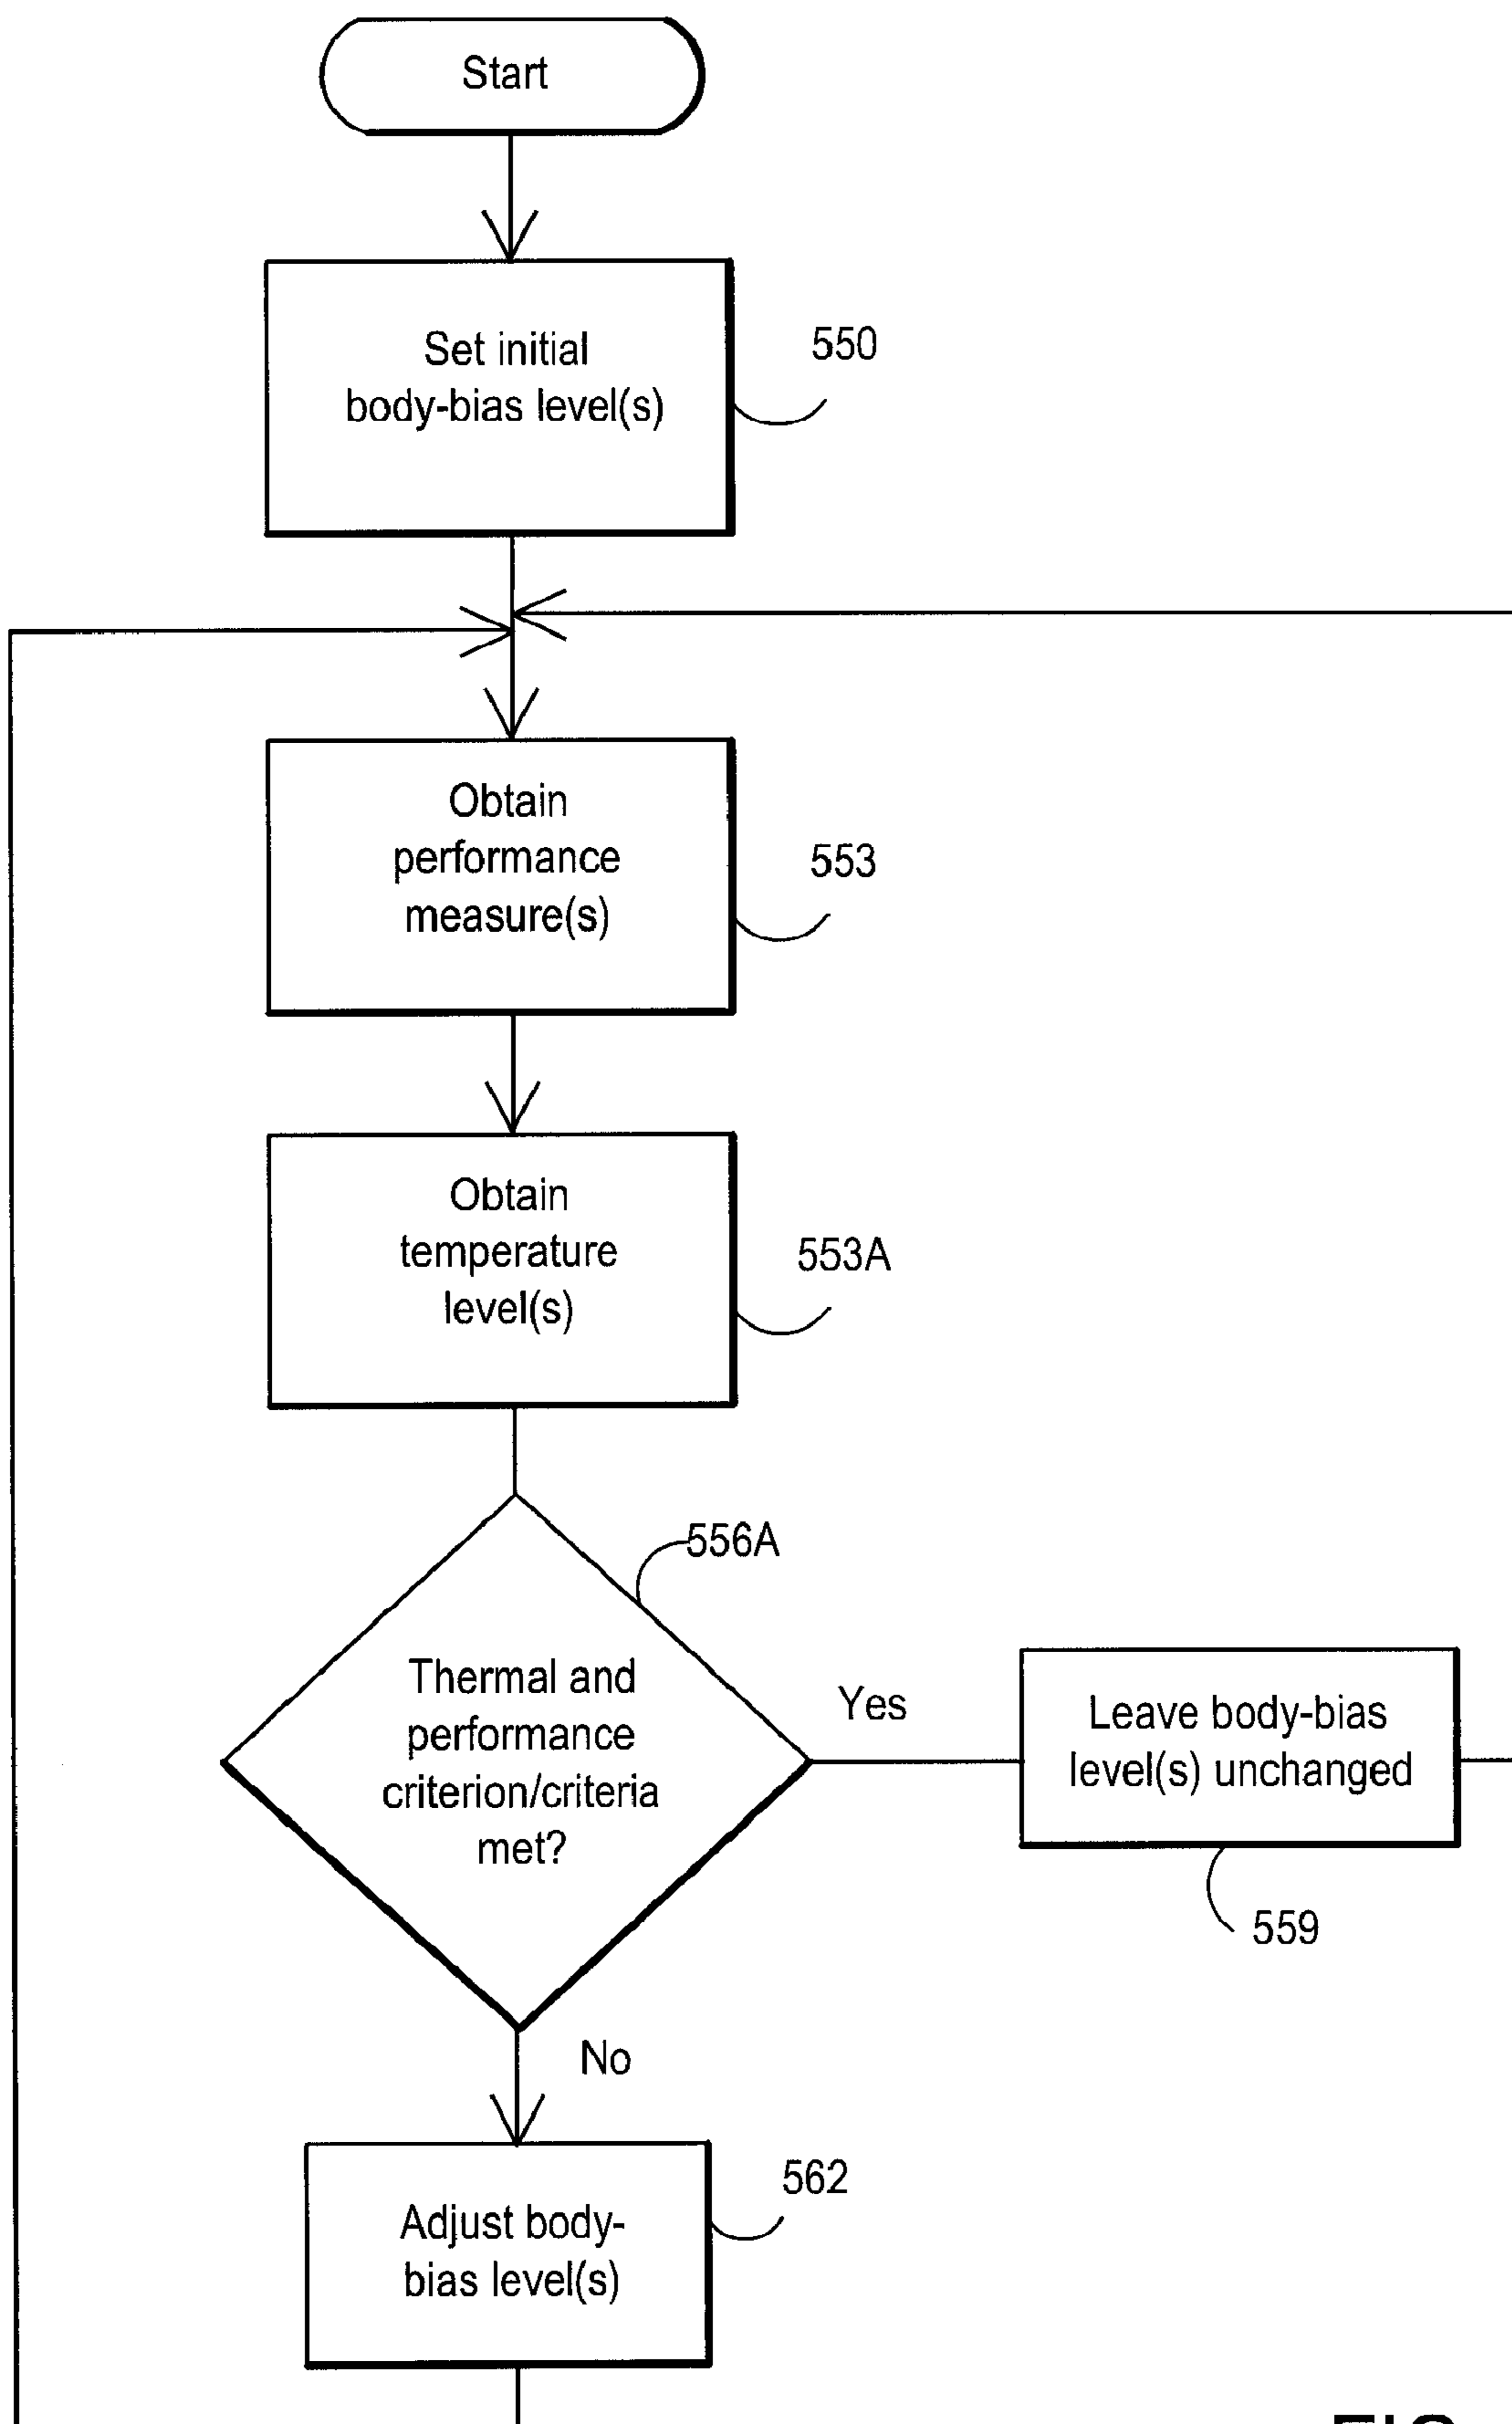 Start
Set initial
body-bias level(s)
550
Obtain
performance
measure(s)
553
Obtain
temperature
level(s)
553A
556A
Thermal and
performance
criterion/criteria
met?
Yes
Leave body-bias
level(s) unchanged
559
No
562
Adjust body-
bias level(s)